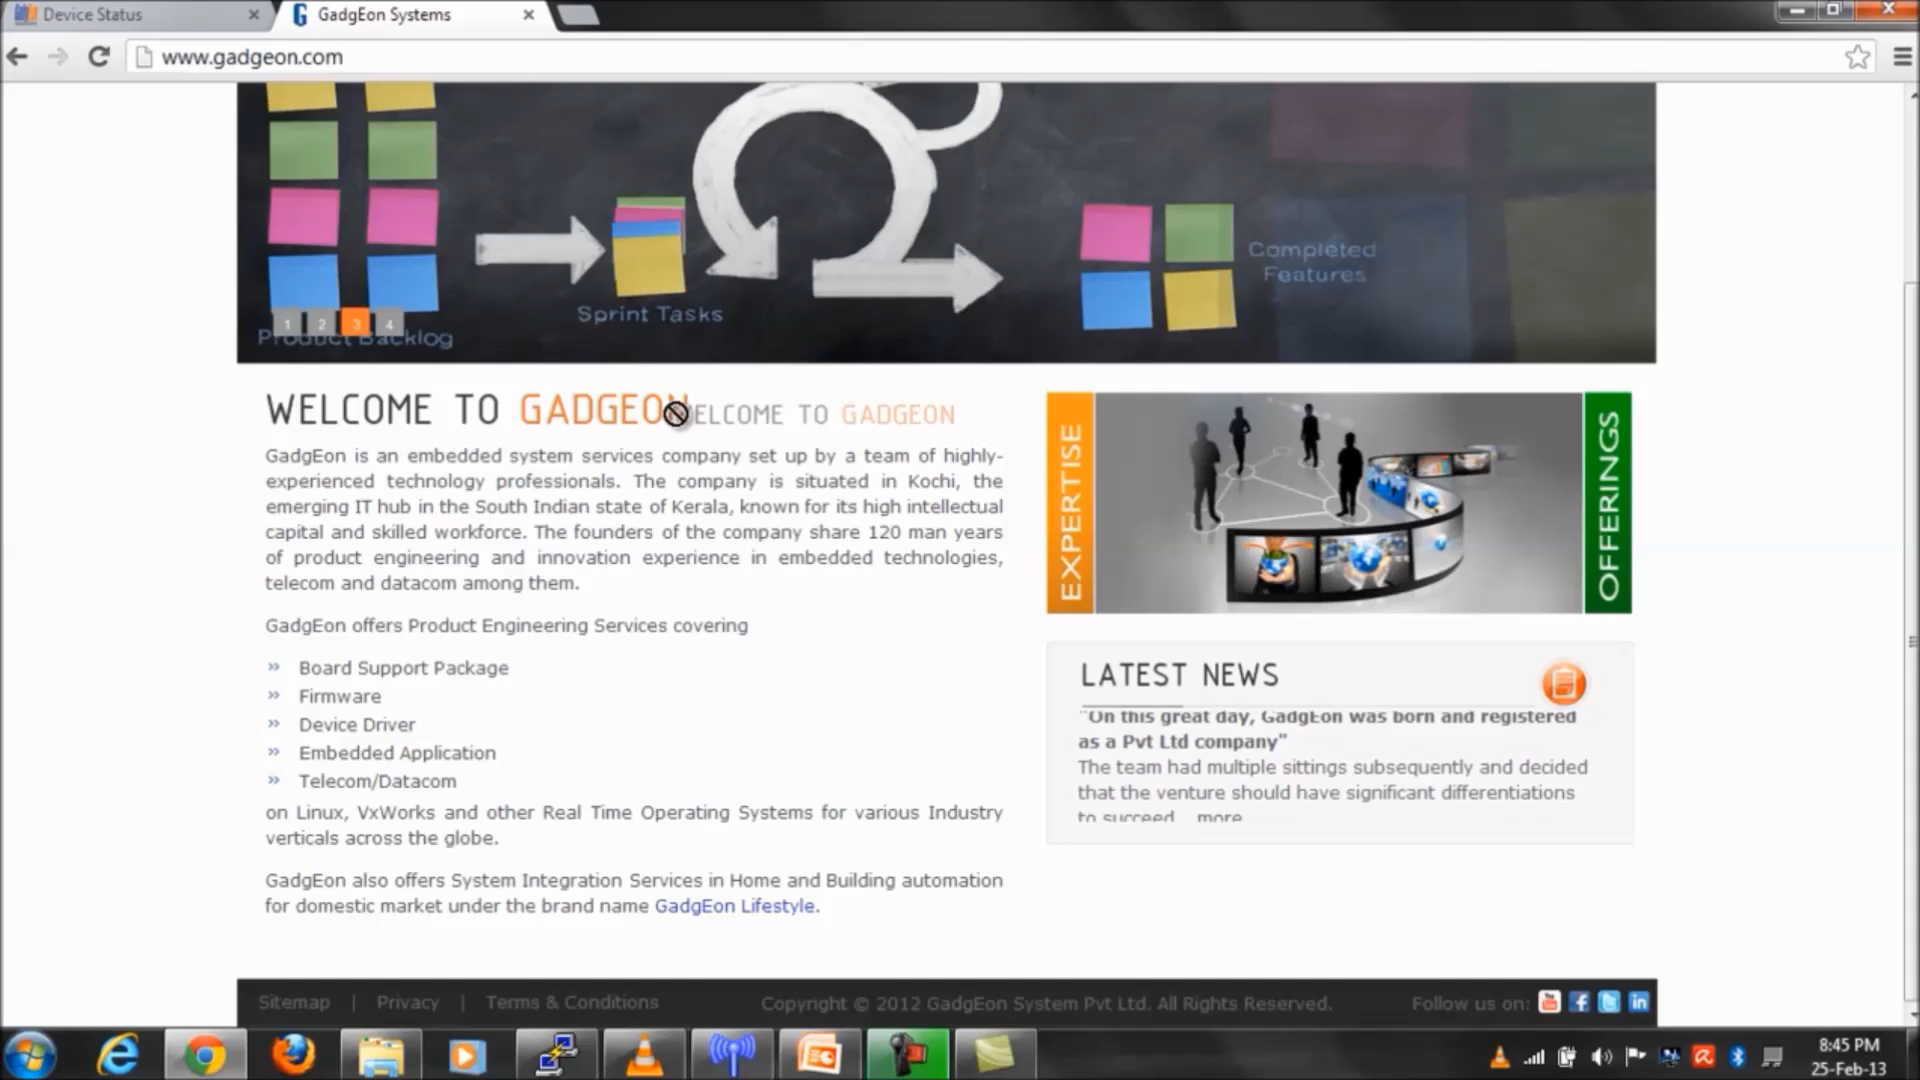 Device Status
GadgEon Systems
www.gadgeon.com
Completed
Features
Sprint Tasks
1 2 3 4
Product Backlog
WELCOME TO GADGEON
ELCOME TO GADGEON
GadgEon is an embedded system services company set up by a team of highly-
experienced technology professionals. The company is situated in Kochi, the
emerging IT hub in the South Indian state of Kerala, known for its high intellectual
capital and skilled workforce. The founders of the company share 120 man years
of product engineering and innovation experience in embedded technologies,
telecom and datacom among them.
GadgEon offers Product Engineering Services covering
» Board Support Package
» Firmware
» Device Driver
» Embedded Application
» Telecom/Datacom
on Linux, VxWorks and other Real Time Operating Systems for various Industry
verticals across the globe.
GadgEon also offers System Integration Services in Home and Building automation
for domestic market under the brand name GadgEon Lifestyle.
EXPERTISE
OFFERINGS
LATEST NEWS
"On this great day, GadgEon was born and registered
as a Pvt Ltd company"
The team had multiple sittings subsequently and decided
that the venture should have significant differentiations
to succeed... more
Sitemap | Privacy | Terms & Conditions
Copyright © 2012 GadgEon System Pvt Ltd. All Rights Reserved.
Follow us on:
8:45 PM
25-Feb-13